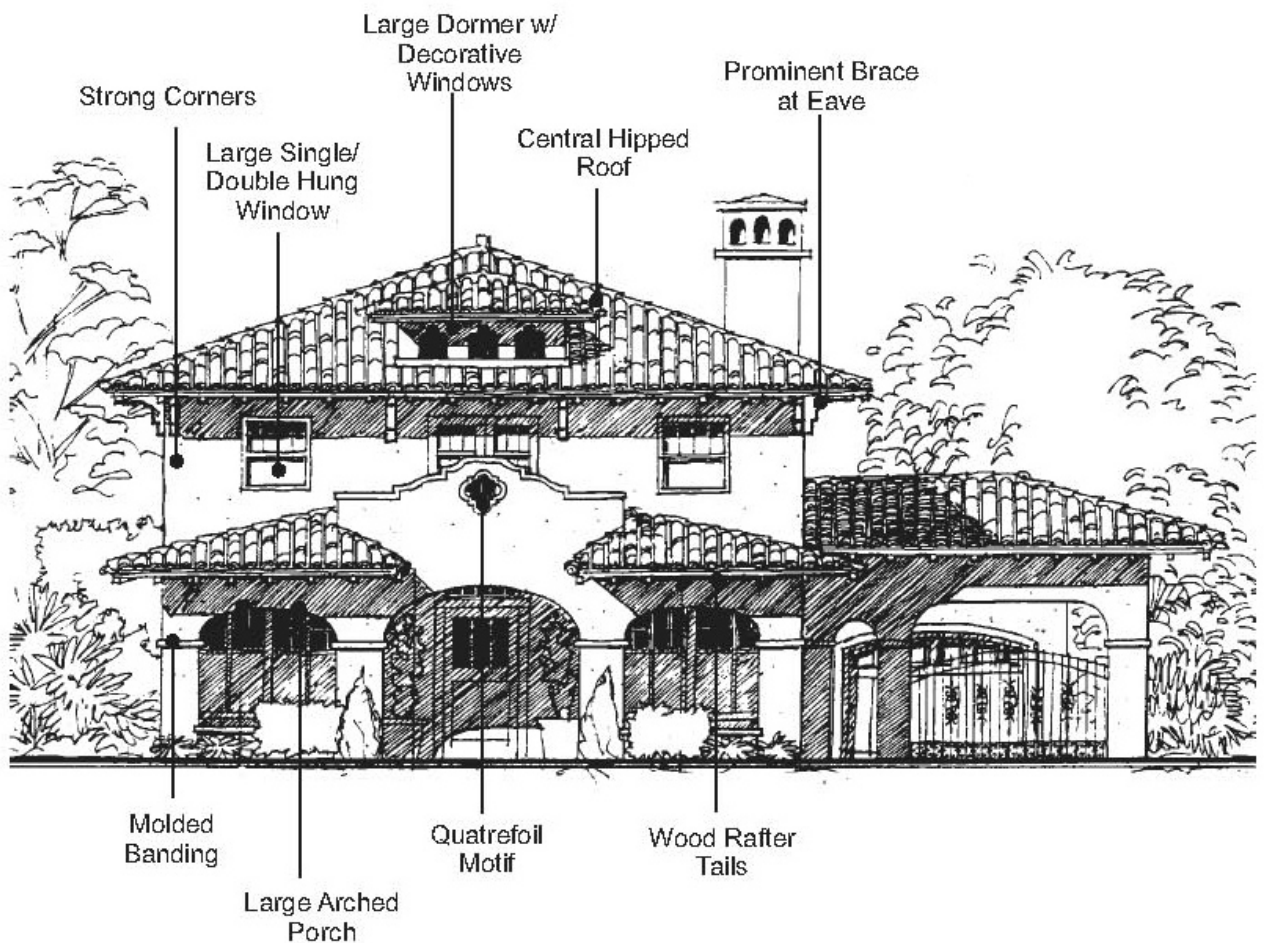 Large Dormer w/
Decorative
Windows
Prominent Brace
at Eave
Strong Corners
Central Hipped
Roof
Large Single/
Double Hung
Window
Molded
Banding
Quatrefoil
Motif
Wood Rafter
Tails
Large Arched
Porch